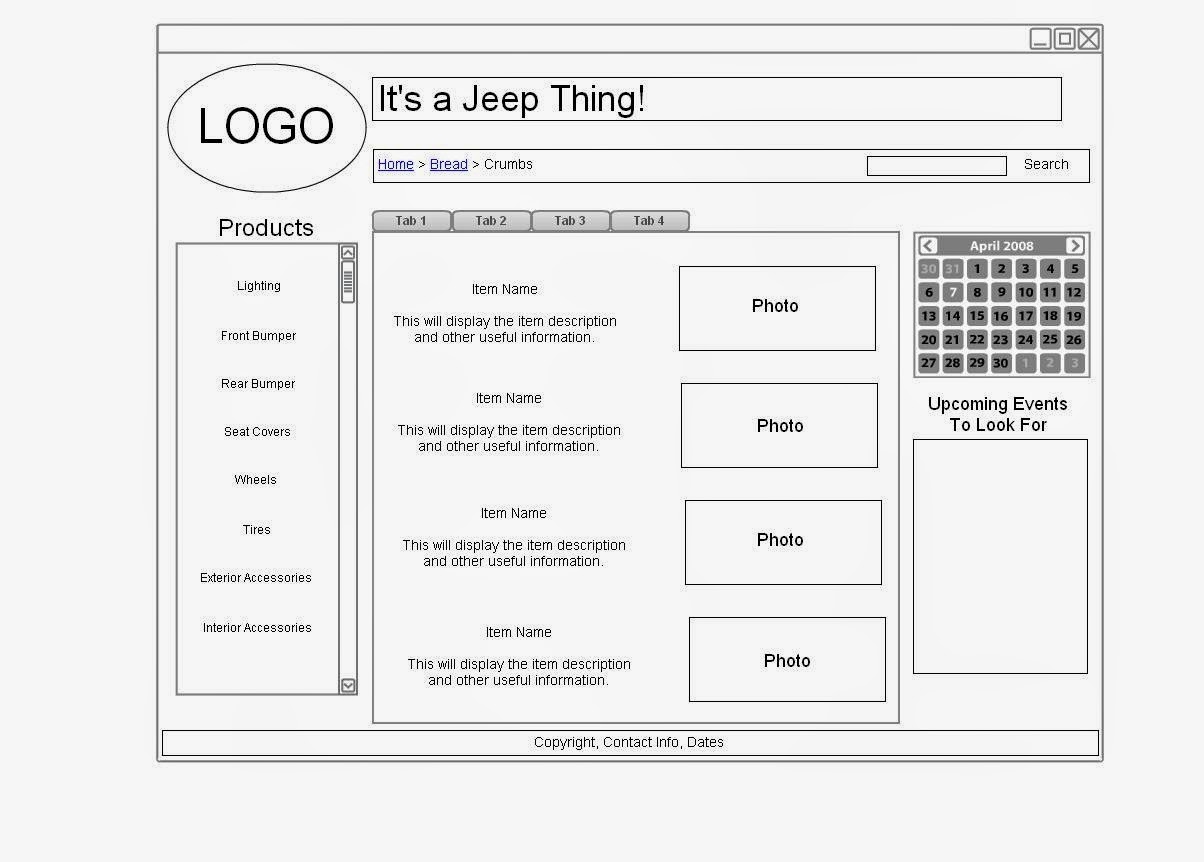 LOGO
It's a Jeep Thing!
Home > Bread > Crumbs
Search
Products
Lighting
Front Bumper
Rear Bumper
Seat Covers
Wheels
Tires
Exterior Accessories
Interior Accessories
Tab 1
Tab 2
Tab 3
Tab 4
Item Name
This will display the item description
and other useful information.
Photo
Item Name
This will display the item description
and other useful information.
Photo
Item Name
This will display the item description
and other useful information.
Photo
Item Name
This will display the item description
and other useful information.
Photo
April 2008
30 31 1 2 3 4 5
6 7 8 9 10 11 12
13 14 15 16 17 18 19
20 21 22 23 24 25 26
27 28 29 30 1 2 3
Upcoming Events
To Look For
Copyright, Contact Info, Dates